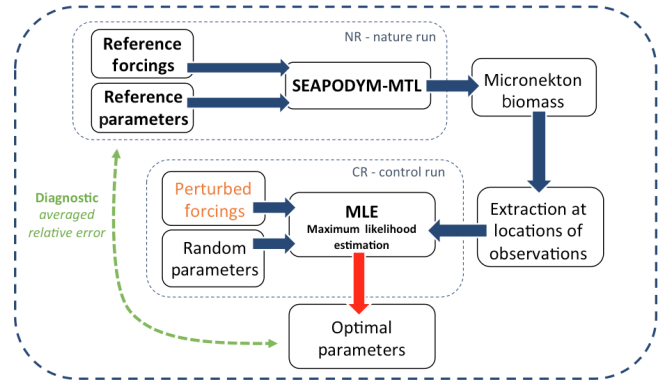 NR - nature run
Reference
forcings
Reference
parameters
SEAPODYM-MTL
Micronekton
biomass
CR - control run
Perturbed
forcings
Random
parameters
MLE
Maximum likelihood
estimation
Extraction at
locations of
observations
Diagnostic
averaged
relative error
Optimal
parameters